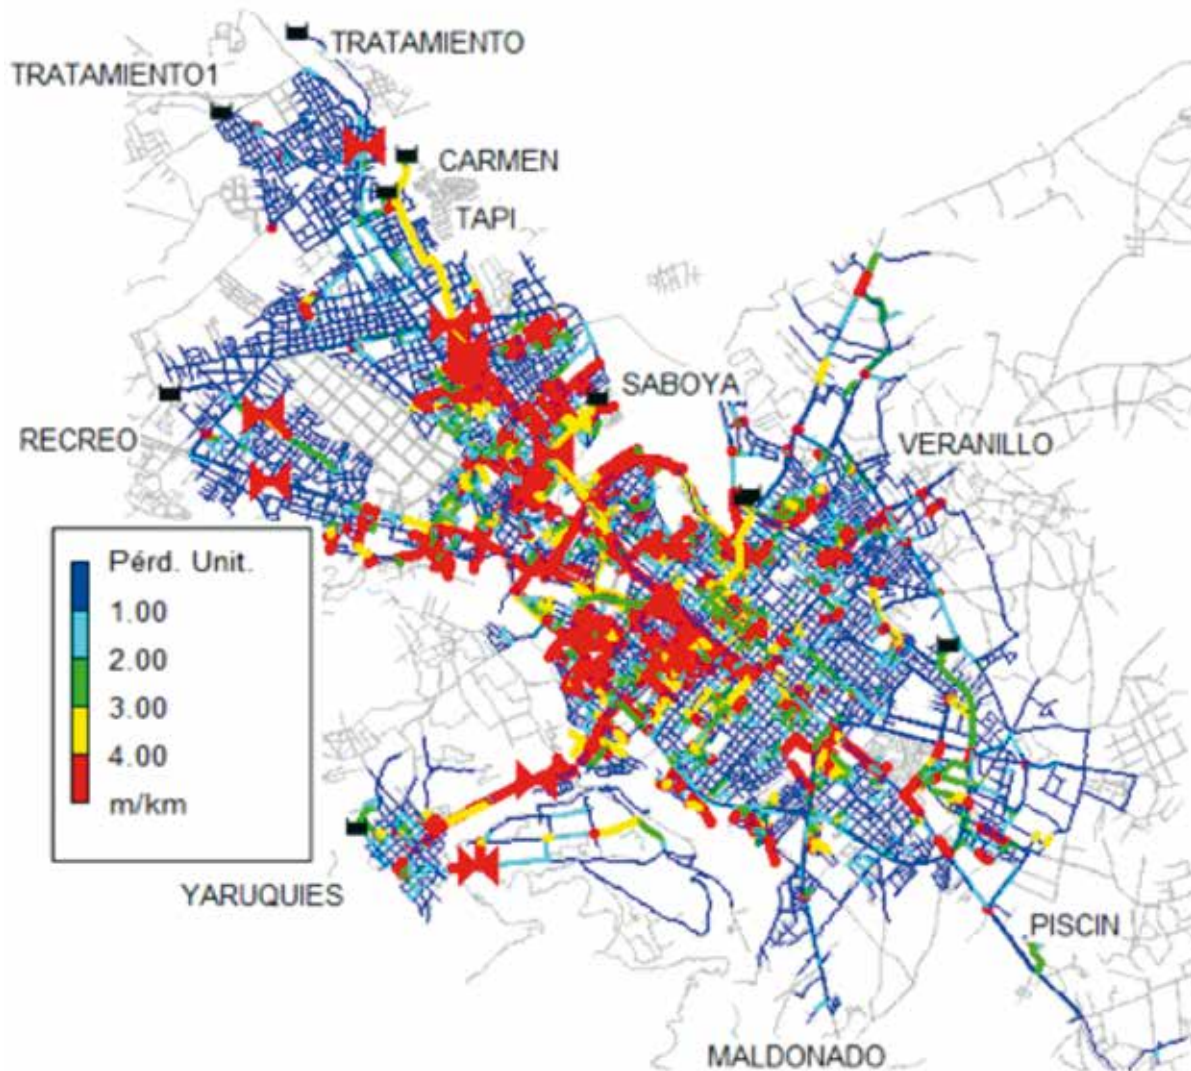 TRATAMIENTO
TRATAMIENTO1
CARMEN
TAPI
SABOYA
RECREO
VERANILLO
Pérd. Unit.
1.00
2.00
3.00
4.00
m/km
YARUQUIES
PISCIN
MALDONADO